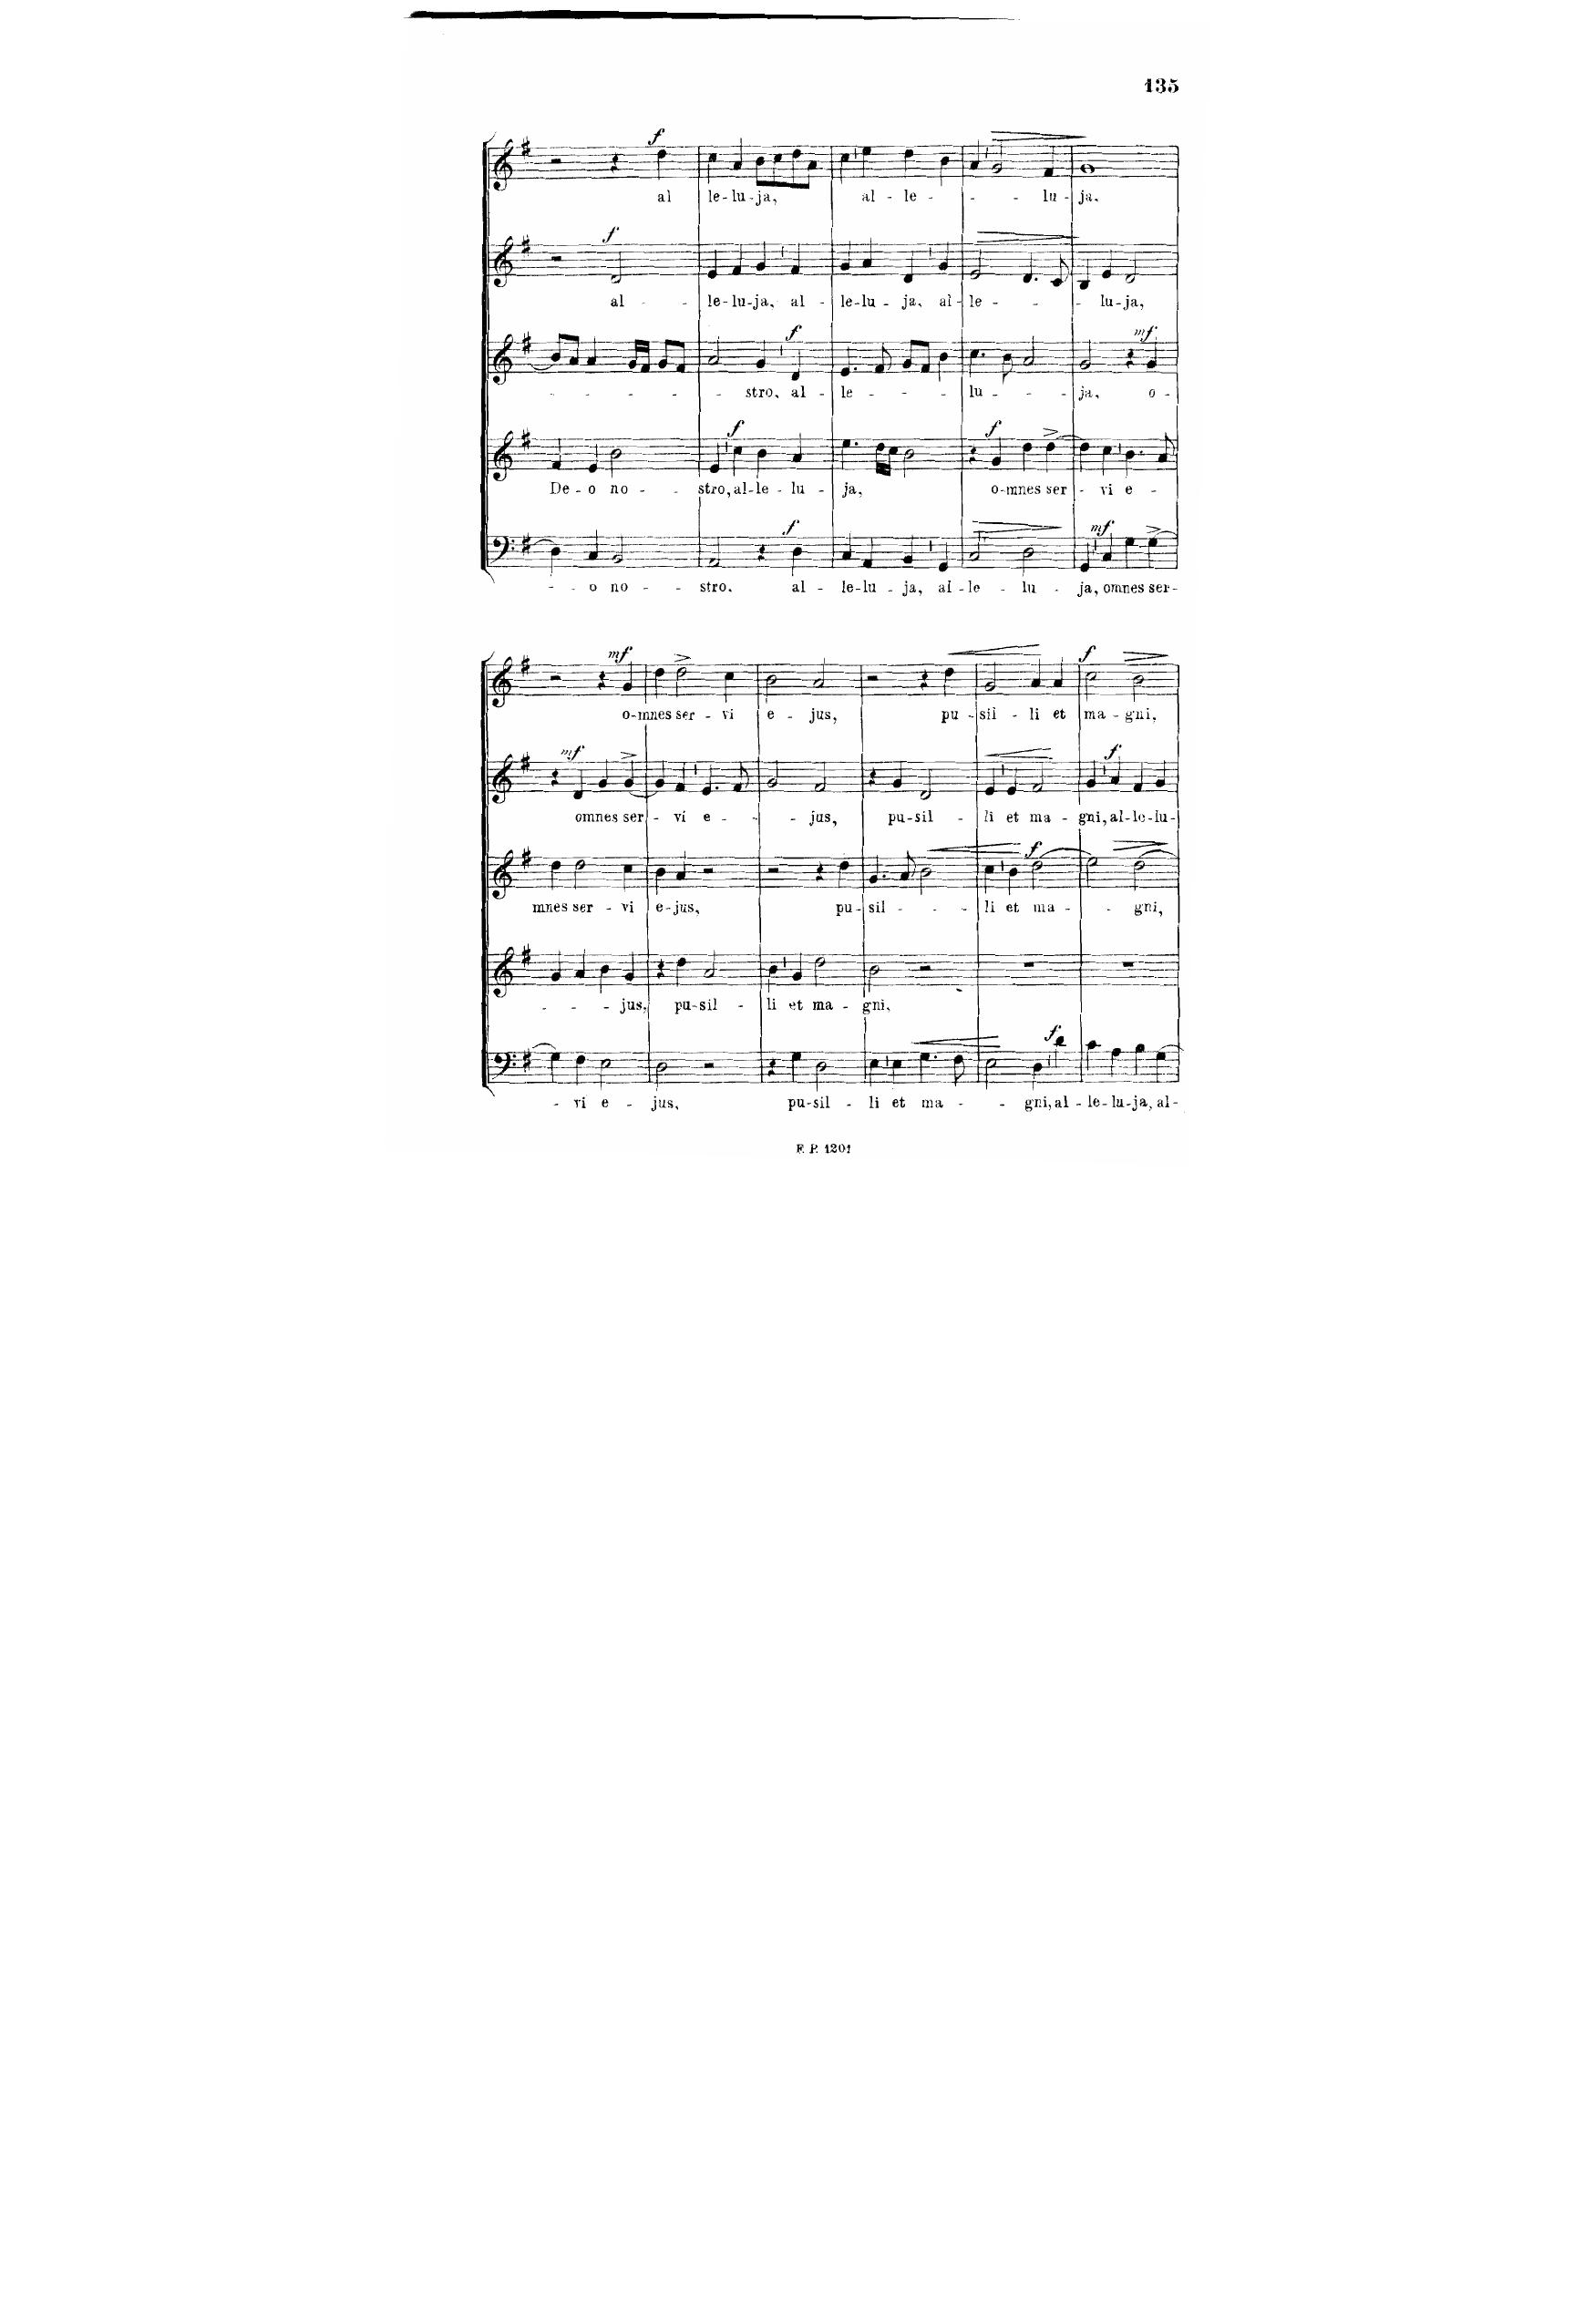 135
f
al le-lu-ja, al - le - - - lu - ja.
f
al - - le-lu-ja, al - le-lu - ja, al - le - - - lu-ja,
f mf
- - - - - stro, al - le - - - lu - - - ja, o-
f f
De - o no - - stro, al-le-lu - ja, o-mnes ser - vi e -
f mf
- - o no - - stro. al - le-lu - ja, al - le - lu - ja, omnes ser-
mf f
o-mnes ser - vi e - jus, pu-sil - li et ma - gni,
mf f
omnes ser - vi e - - - jus, pu-sil - li et ma - gni, al-le-lu-
f
mnes ser - vi e-jus, pu-sil - - - li et ma - - gni,
- - - jus, pu-sil - li et ma - gni.
f
- vi e - jus, pu-sil - li et ma - - gni, al - le-lu-ja, al-
F. P. 1201